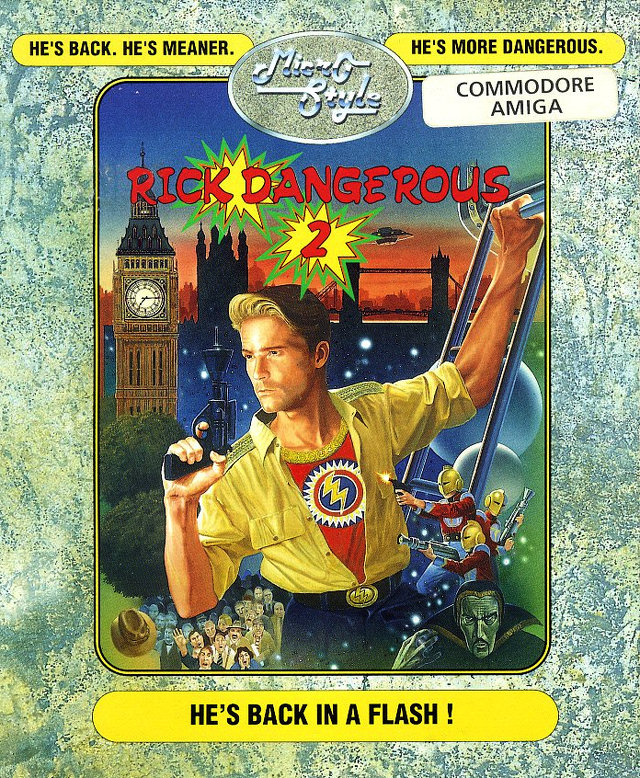 HE'S BACK. HE'S MEANER.
Micro
Style
HE'S MORE DANGEROUS.
COMMODORE
AMIGA
RICK DANGEROUS
2
HE'S BACK IN A FLASH !